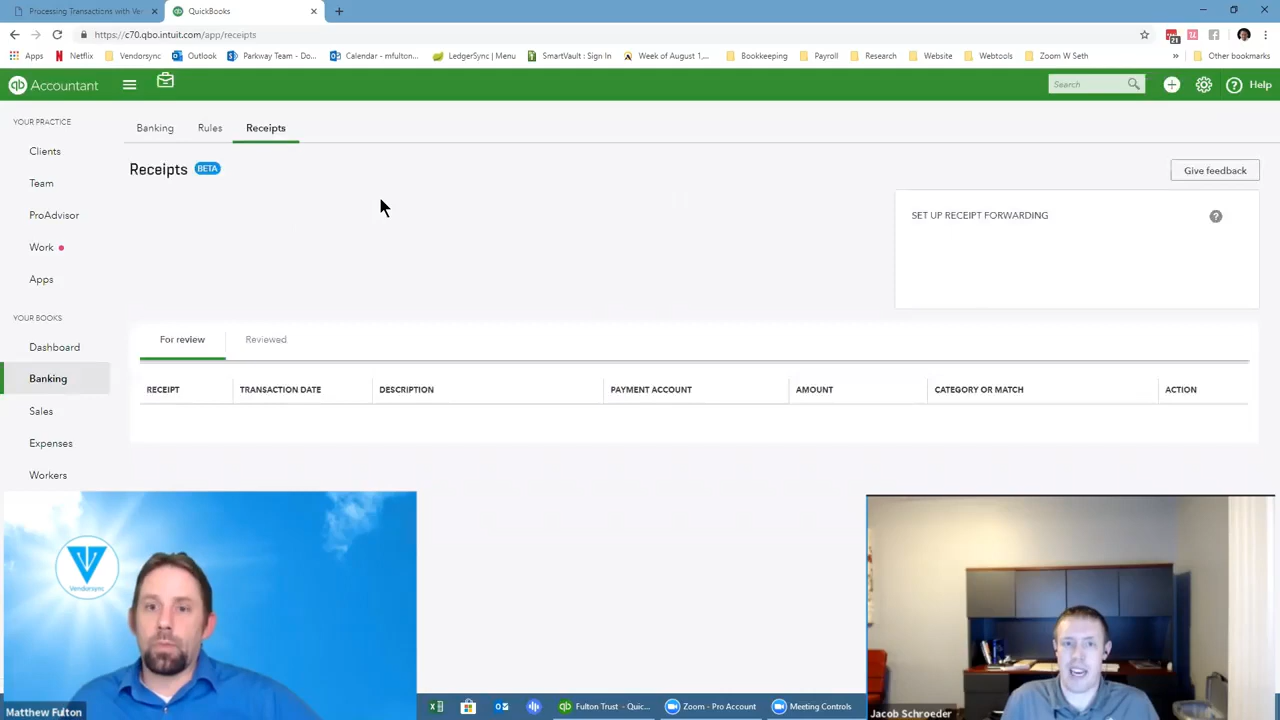 Processing Transactions with Ver
QuickBooks
https://c70.qbo.intuit.com/app/receipts
21
Apps
Netflix
Vendorsync
Outlook
Parkway Team - Do...
Calendar - mfulton...
LedgerSync | Menu
SmartVault : Sign In
Week of August 1,...
Bookkeeping
Payroll
Research
Website
Webtools
Zoom W Seth
»
Other bookmarks
qb Accountant
Search
Help
YOUR PRACTICE
Clients
Team
ProAdvisor
Work
Apps
YOUR BOOKS
Dashboard
Banking
Sales
Expenses
Workers
Banking
Rules
Receipts
Receipts BETA
Give feedback
SET UP RECEIPT FORWARDING
?
For review
Reviewed
RECEIPT
TRANSACTION DATE
DESCRIPTION
PAYMENT ACCOUNT
AMOUNT
CATEGORY OR MATCH
ACTION
Vendorsync
Matthew Fulton
Fulton Trust - Quic...
Zoom - Pro Account
Meeting Controls
Jacob Schroeder